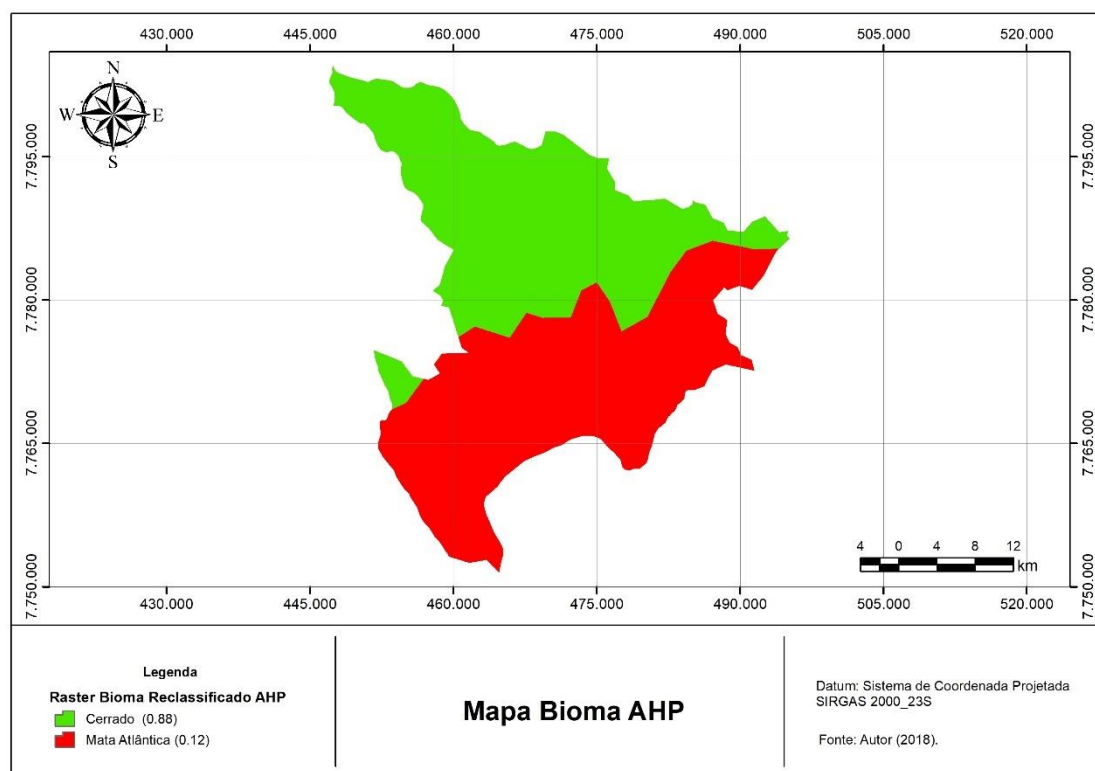 430.000 445.000 460.000 475.000 490.000 505.000 520.000
N
W E
S
7.795.000 7.795.000
7.780.000 7.780.000
7.765.000 7.765.000
7.750.000 7.750.000
4 0 4 8 12
km
430.000 445.000 460.000 475.000 490.000 505.000 520.000
Legenda
Raster Bioma Reclassificado AHP
Cerrado (0.88)
Mata Atlântica (0.12)
Mapa Bioma AHP
Datum: Sistema de Coordenada Projetada
SIRGAS 2000_23S
Fonte: Autor (2018).